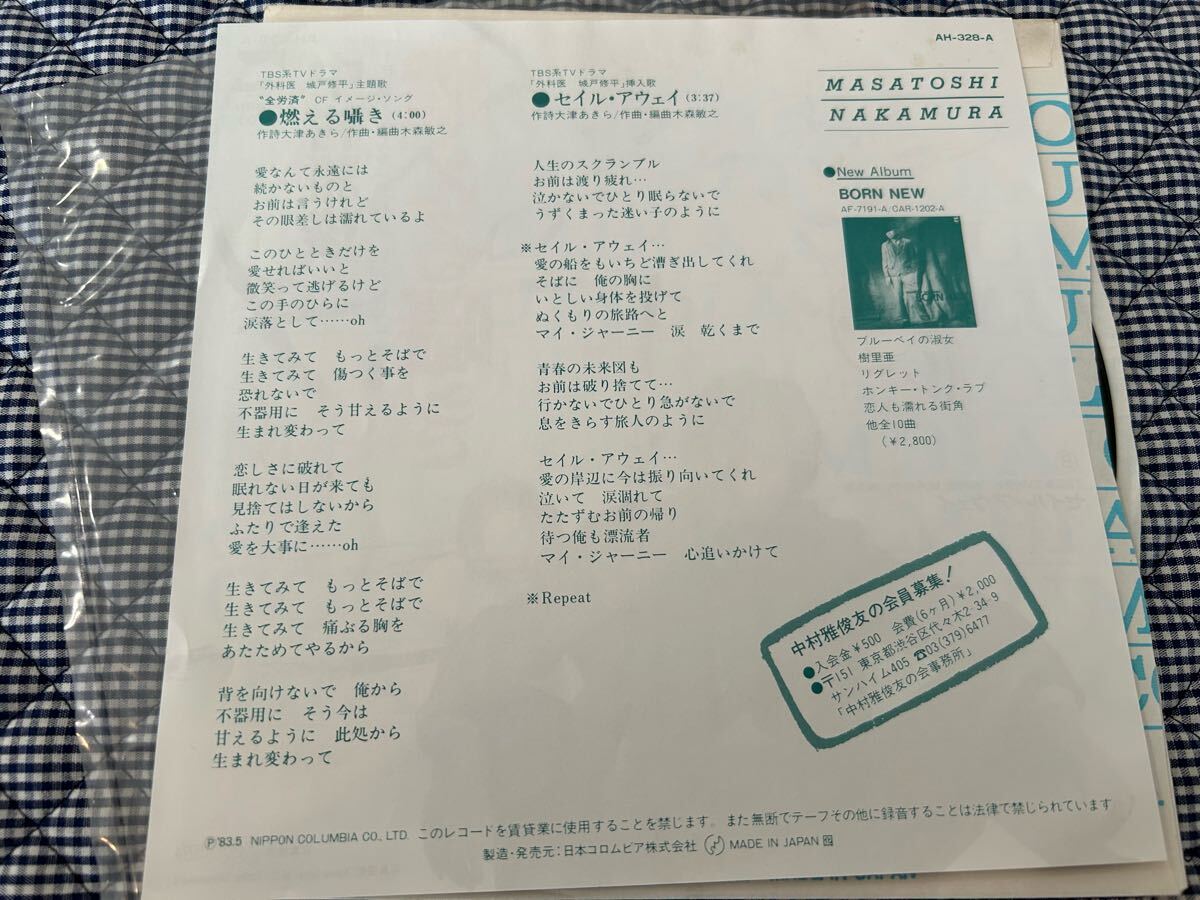 AH-328-A
TBS系TVドラマ
「外科医 城戸修平」主題歌
"全労済" CF イメージ・ソング
●燃える囁き(4:00)
作詩大津あきら/作曲・編曲木森敏之
愛なんて永遠には
続かないものと
お前は言うけれど
その眼差しは濡れているよ
このひとときだけを
愛せればいいと
微笑って逃げるけど
この手のひらに
涙落として……oh
生きてみて もっとそばで
生きてみて 傷つく事を
恐れないで
不器用に そう甘えるように
生まれ変わって
恋しさに破れて
眠れない日が来ても
見捨てはしないから
ふたりで逢えた
愛を大事に……oh
生きてみて もっとそばで
生きてみて もっとそばで
生きてみて 痛ぶる胸を
あたためてやるから
背を向けないで 俺から
不器用に そう今は
甘えるように 此処から
生まれ変わって
TBS系TVドラマ
「外科医 城戸修平」挿入歌
●セイル・アウェイ(3:37)
作詩大津あきら/作曲・編曲木森敏之
人生のスクランブル
お前は渡り疲れ…
泣かないでひとり眠らないで
うずくまった迷い子のように
※セイル・アウェイ…
愛の船をもいちど漕ぎ出してくれ
そばに 俺の胸に
いとしい身体を投げて
ぬくもりの旅路へと
マイ・ジャーニー 涙 乾くまで
青春の未来図も
お前は破り捨てて…
行かないでひとり急がないで
息をきらす旅人のように
セイル・アウェイ…
愛の岸辺に今は振り向いてくれ
泣いて 涙涸れて
たたずむお前の帰り
待つ俺も漂流者
マイ・ジャーニー 心追いかけて
※Repeat
MASATOSHI
NAKAMURA
●New Album
BORN NEW
AF-7191-A/CAR-1202-A
ブルーベイの淑女
樹里亜
リグレット
ホンキー・トンク・ラブ
恋人も濡れる街角
他全10曲
(¥2,800)
中村雅俊友の会員募集!
●入会金¥500 会費(6ヶ月)¥2,000
●〒151 東京都渋谷区代々木2-34-9
サンハイム405 ☎03(379)6477
「中村雅俊友の会事務所」
Ⓟ'83.5 NIPPON COLUMBIA CO., LTD. このレコードを賃貸業に使用することを禁じます。また無断でテープその他に録音することは法律で禁じられています
製造・発売元:日本コロムビア株式会社 MADE IN JAPAN